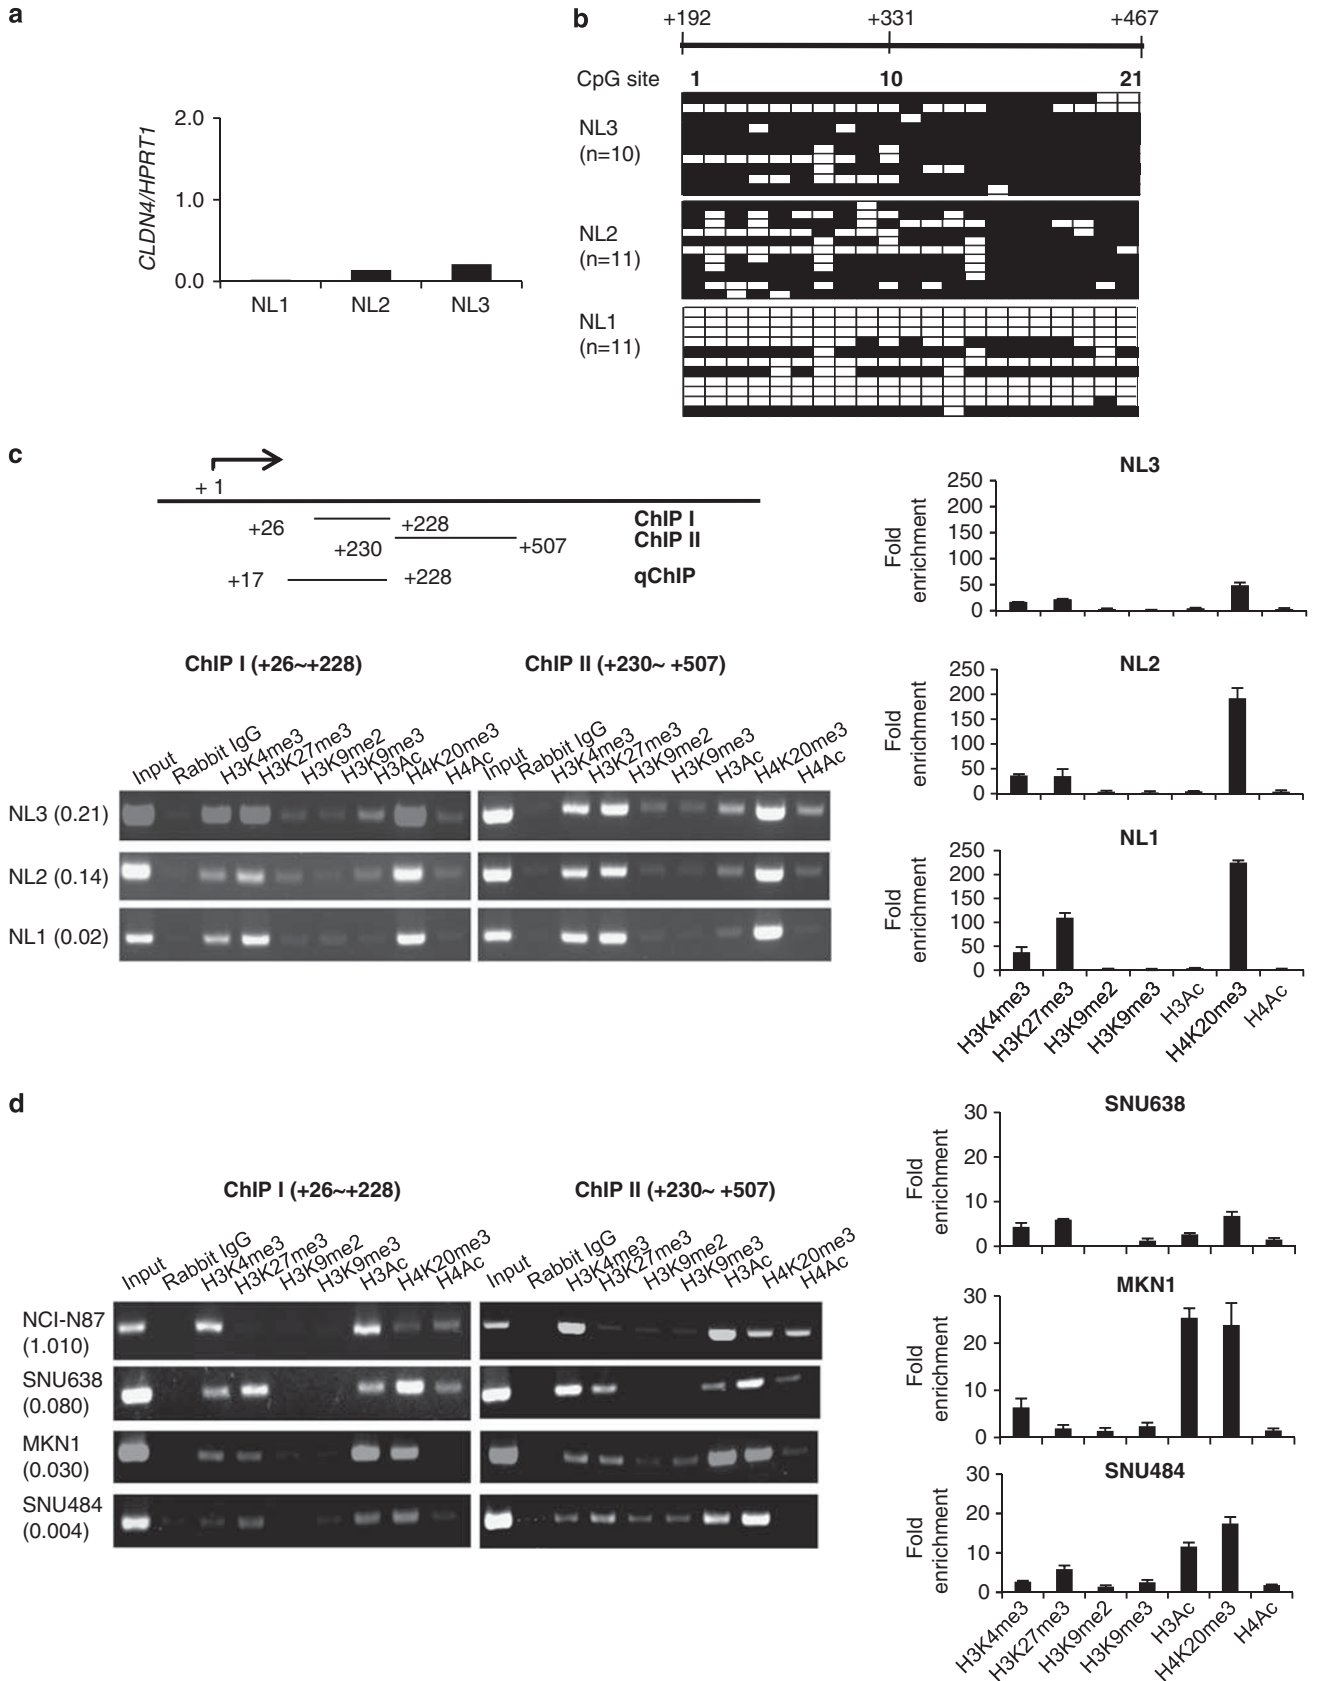 a
CLDN4/HPRT1
2.0
1.0
0.0
NL1 NL2 NL3
b
+192 +331 +467
CpG site 1 10 21
NL3
(n=10)
NL2
(n=11)
NL1
(n=11)
c
+ 1
+26 +228 ChIP I
+230 +507 ChIP II
+17 +228 qChIP
ChIP I (+26~+228)
Input Rabbit IgG H3K4me3 H3K27me3 H3K9me2 H3K9me3 H3Ac H4K20me3 H4Ac
ChIP II (+230~ +507)
Input Rabbit IgG H3K4me3 H3K27me3 H3K9me2 H3K9me3 H3Ac H4K20me3 H4Ac
NL3 (0.21)
NL2 (0.14)
NL1 (0.02)
NL3
Fold
enrichment
250
200
150
100
50
0
NL2
Fold
enrichment
250
200
150
100
50
0
NL1
Fold
enrichment
250
200
150
100
50
0
H3K4me3 H3K27me3 H3K9me2 H3K9me3 H3Ac H4K20me3 H4Ac
d
ChIP I (+26~+228)
Input Rabbit IgG H3K4me3 H3K27me3 H3K9me2 H3K9me3 H3Ac H4K20me3 H4Ac
ChIP II (+230~ +507)
Input Rabbit IgG H3K4me3 H3K27me3 H3K9me2 H3K9me3 H3Ac H4K20me3 H4Ac
NCI-N87
(1.010)
SNU638
(0.080)
MKN1
(0.030)
SNU484
(0.004)
SNU638
Fold
enrichment
30
20
10
0
MKN1
Fold
enrichment
30
20
10
0
SNU484
Fold
enrichment
30
20
10
0
H3K4me3 H3K27me3 H3K9me2 H3K9me3 H3Ac H4K20me3 H4Ac